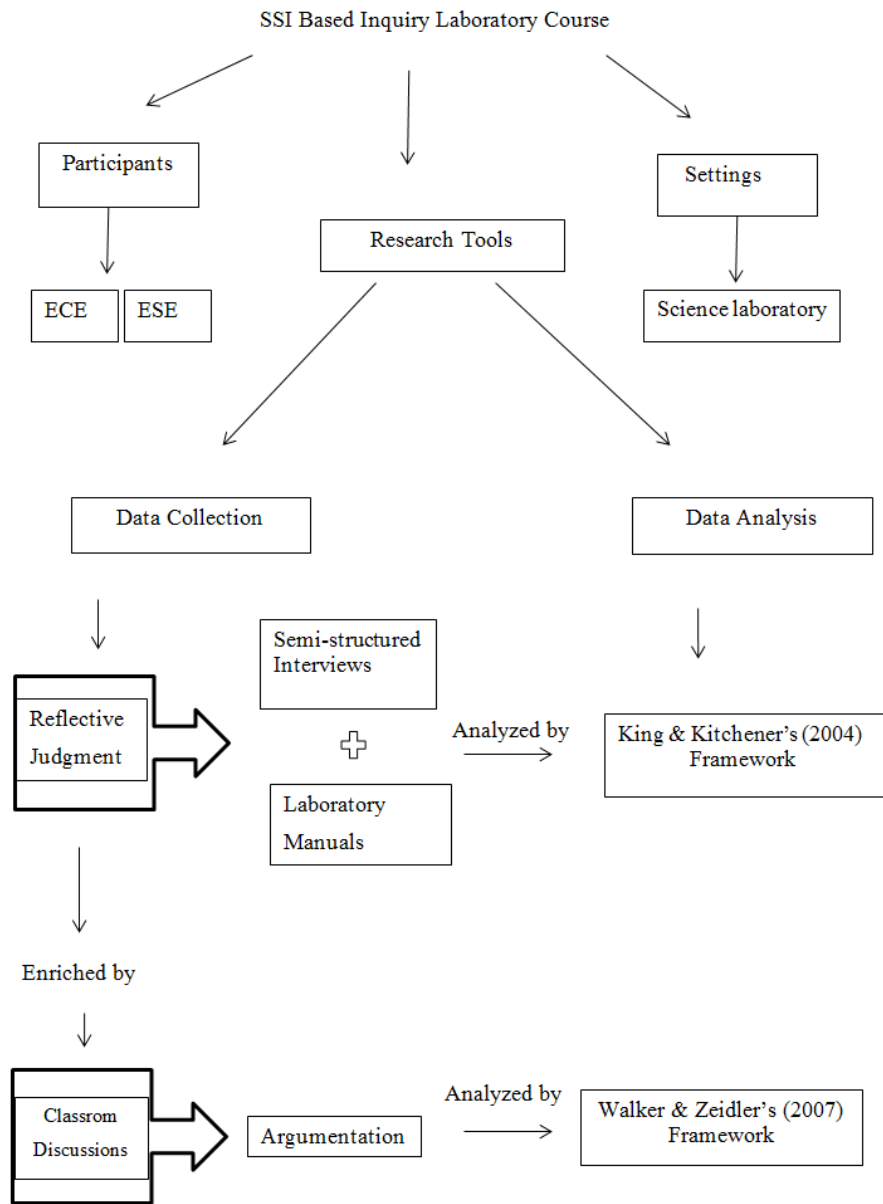 SSI Based Inquiry Laboratory Course
Participants
Settings
Research Tools
ECE
ESE
Science laboratory
Data Collection
Data Analysis
Semi-structured
Interviews
Reflective
Judgment
Analyzed by
King & Kitchener's (2004)
Framework
Laboratory
Manuals
Enriched by
Classrom
Discussions
Argumentation
Analyzed by
Walker & Zeidler's (2007)
Framework